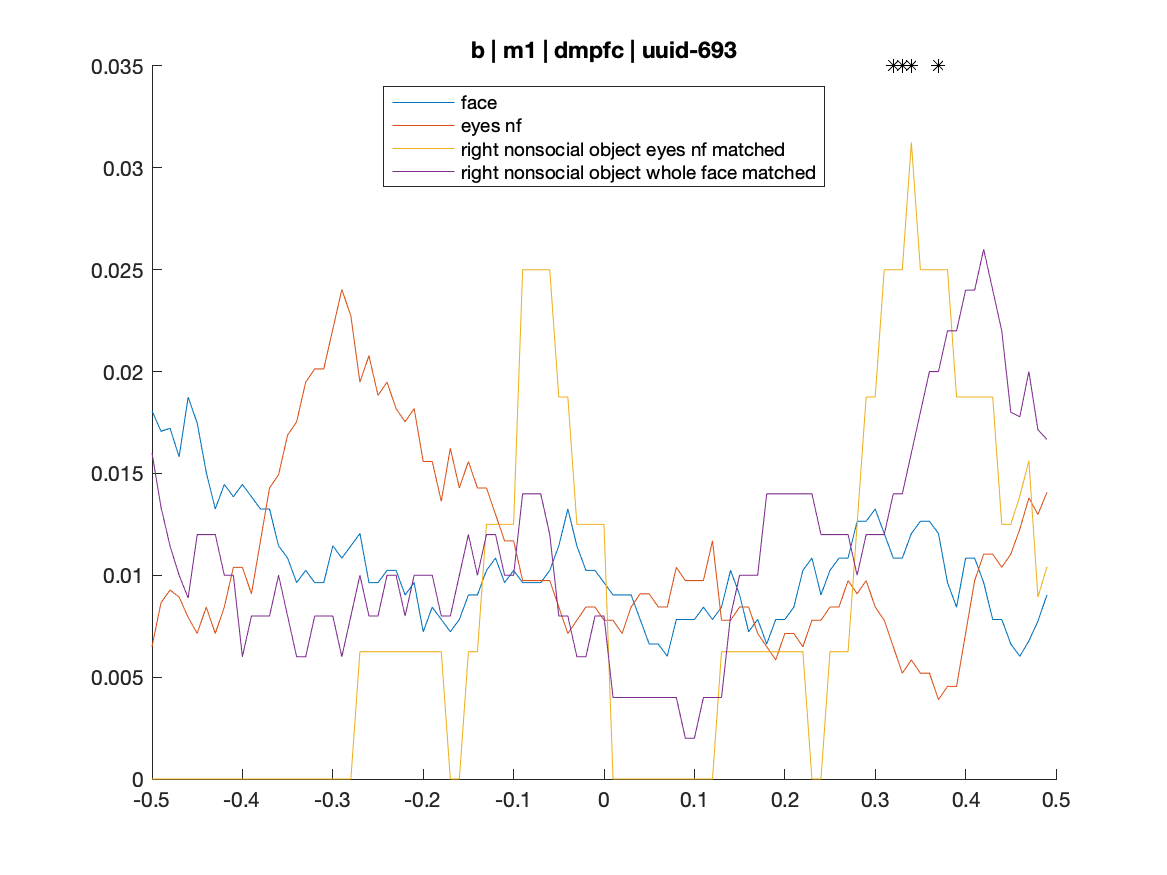 b | m1 | dmpfc | uuid-693
0.035
0.03
0.025
0.02
0.015
0.01
0.005
0
face
eyes nf
right nonsocial object eyes nf matched
right nonsocial object whole face matched
-0.5 -0.4 -0.3 -0.2 -0.1 0 0.1 0.2 0.3 0.4 0.5